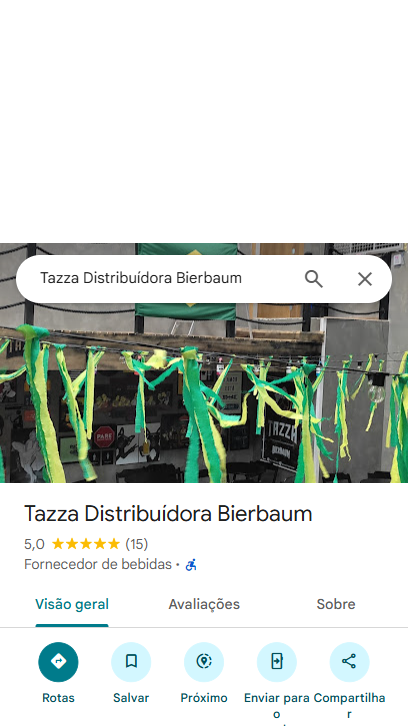 Tazza Distribuídora Bierbaum
PARE
TAZZA
Tazza Distribuídora Bierbaum
5,0 (15)
Fornecedor de bebidas ·
Visão geral Avaliações Sobre
Rotas Salvar Próximo Enviar para Compartilha
o r